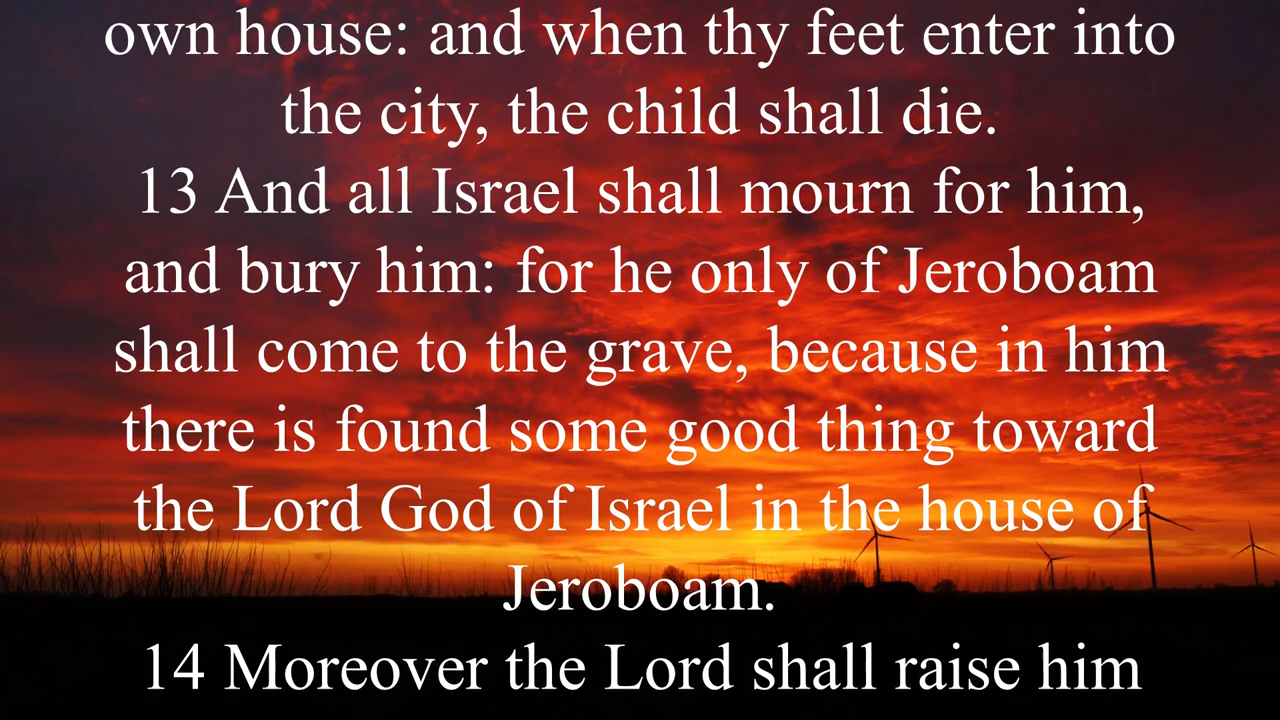 own house: and when thy feet enter into
the city, the child shall die.
13 And all Israel shall mourn for him,
and bury him: for he only of Jeroboam
shall come to the grave, because in him
there is found some good thing toward
the Lord God of Israel in the house of
Jeroboam.
14 Moreover the Lord shall raise him